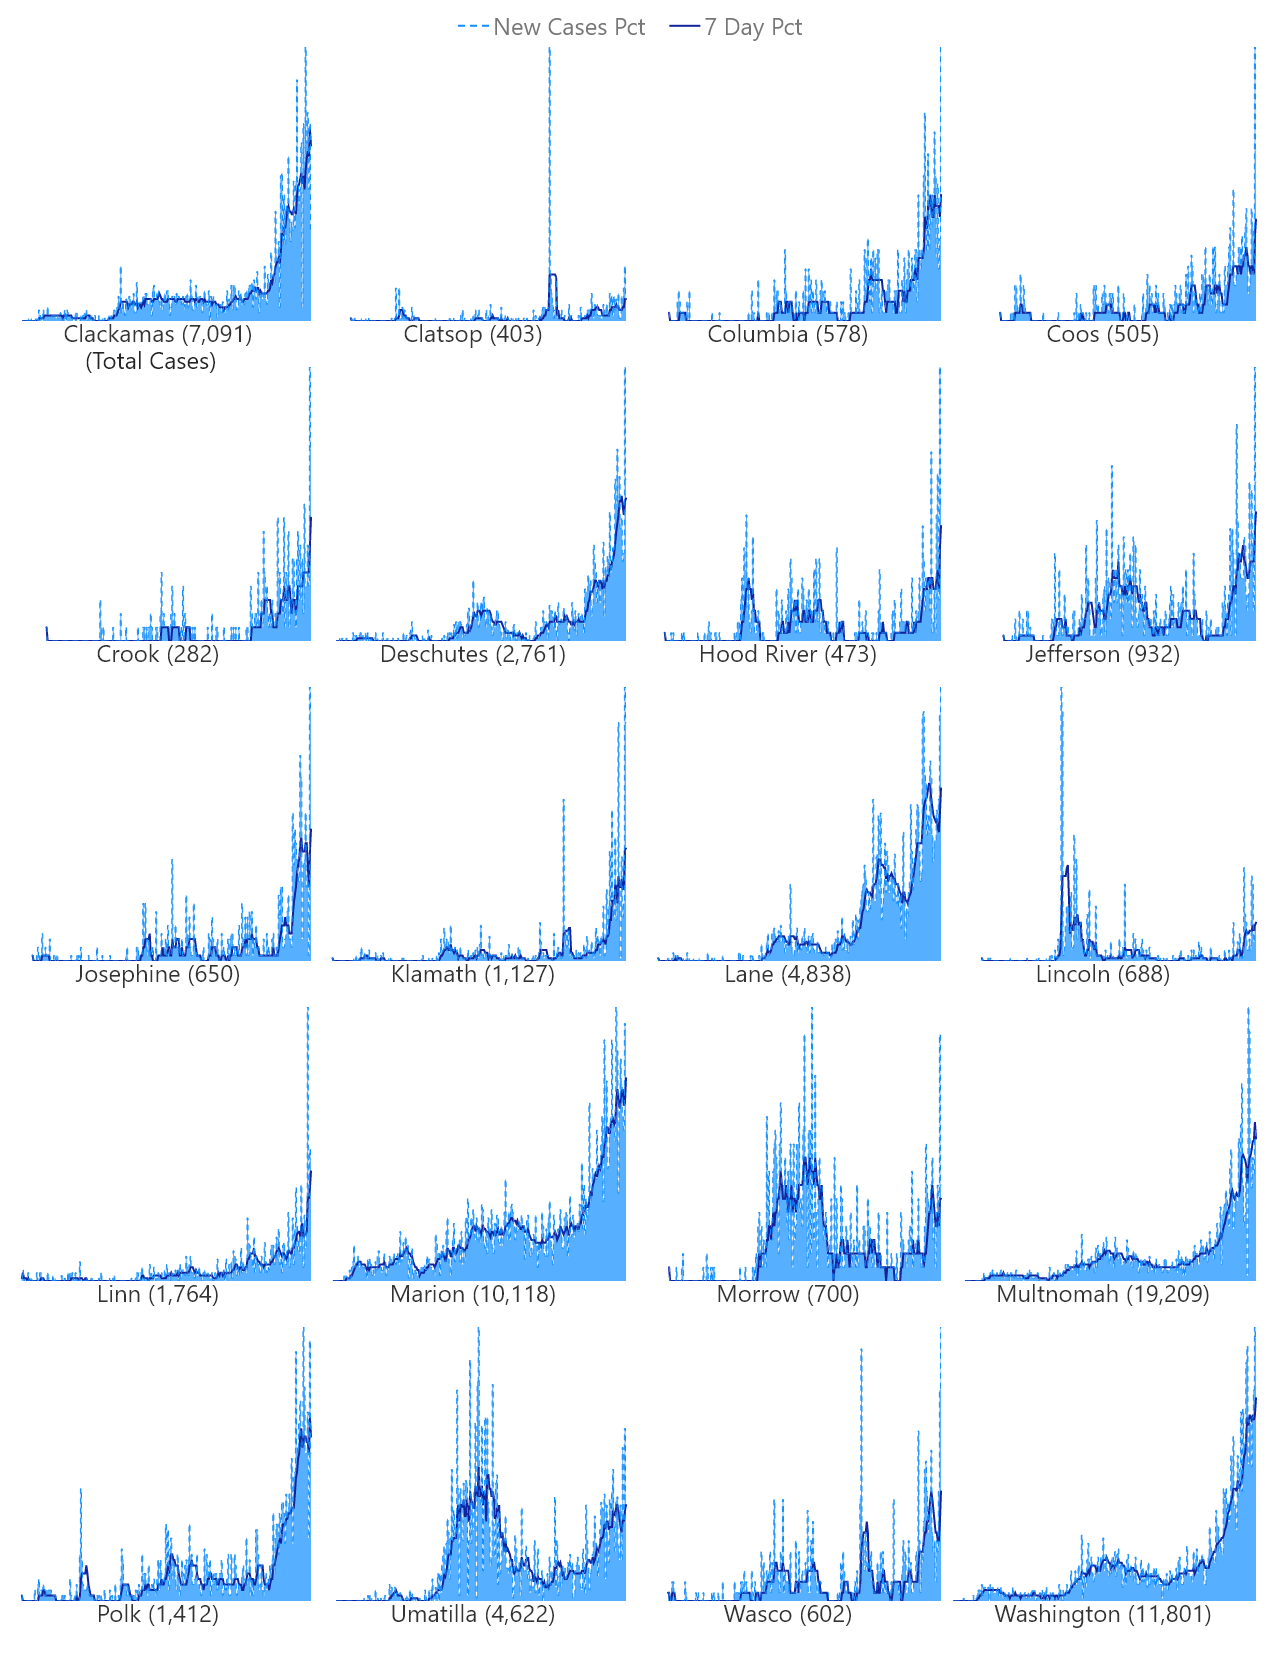 New Cases Pct 7 Day Pct
Clackamas (7,091) Clatsop (403) Columbia (578) Coos (505)
(Total Cases)
Crook (282) Deschutes (2,761) Hood River (473) Jefferson (932)
Josephine (650) Klamath (1,127) Lane (4,838) Lincoln (688)
Linn (1,764) Marion (10,118) Morrow (700) Multnomah (19,209)
Polk (1,412) Umatilla (4,622) Wasco (602) Washington (11,801)